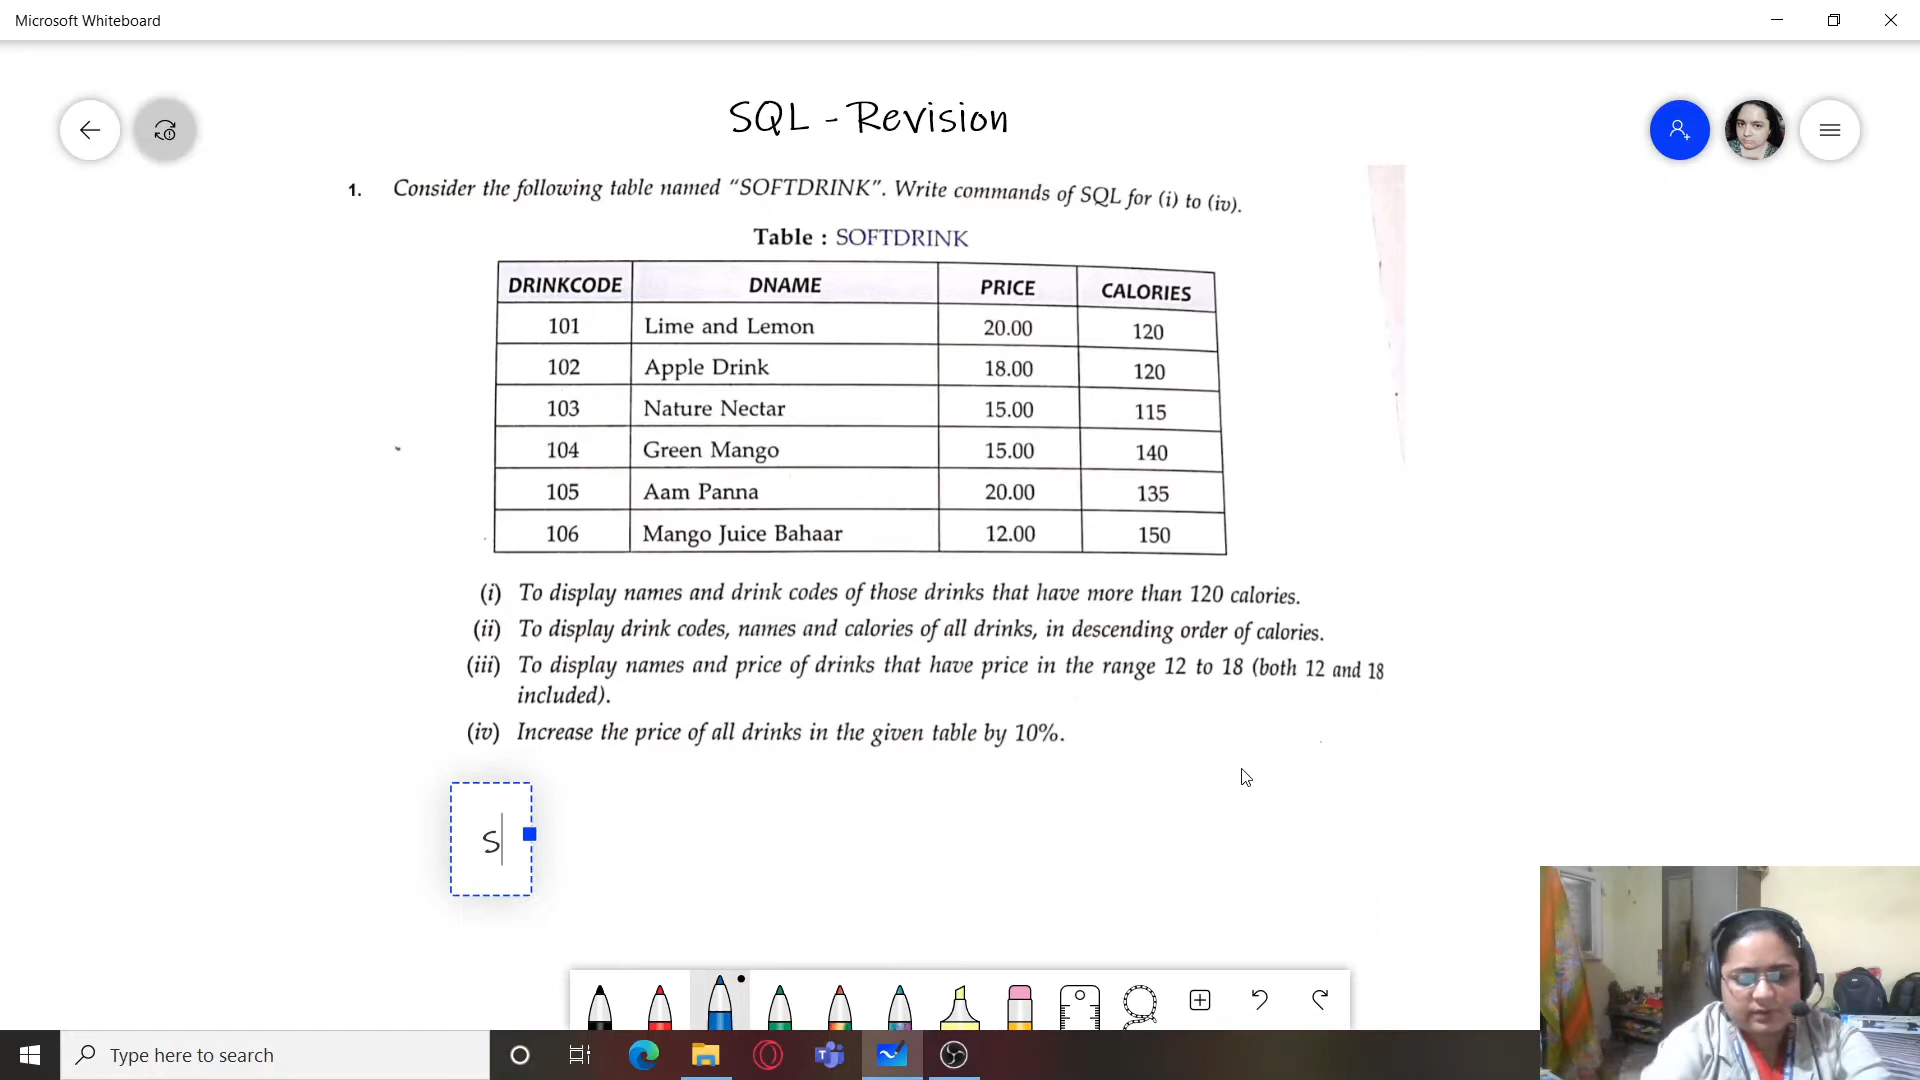 Microsoft Whiteboard
SQL - Revision
1. Consider the following table named “SOFTDRINK”. Write commands of SQL for (i) to (iv).
Table : SOFTDRINK
DRINKCODE DNAME PRICE CALORIES
101 Lime and Lemon 20.00 120
102 Apple Drink 18.00 120
103 Nature Nectar 15.00 115
104 Green Mango 15.00 140
105 Aam Panna 20.00 135
106 Mango Juice Bahaar 12.00 150
(i) To display names and drink codes of those drinks that have more than 120 calories.
(ii) To display drink codes, names and calories of all drinks, in descending order of calories.
(iii) To display names and price of drinks that have price in the range 12 to 18 (both 12 and 18
included).
(iv) Increase the price of all drinks in the given table by 10%.
S
Type here to search